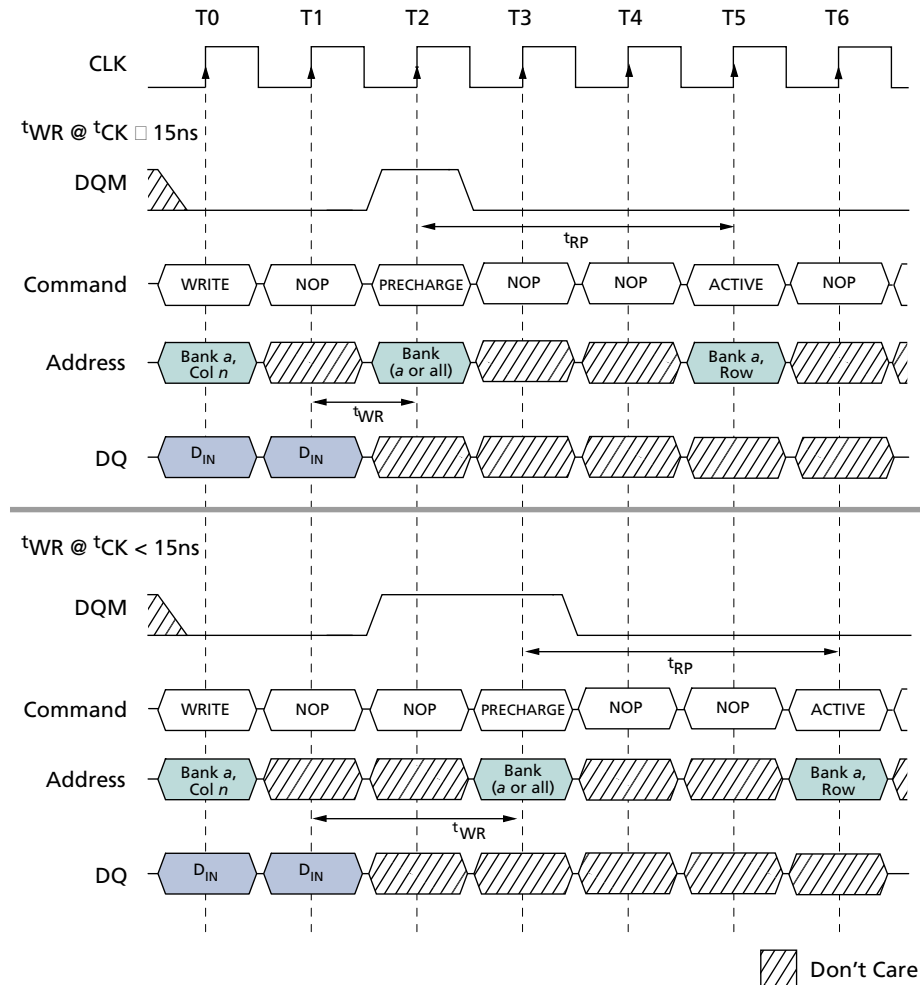 T0 T1 T2 T3 T4 T5 T6
CLK
tWR @ tCK □ 15ns
DQM
tRP
Command WRITE NOP PRECHARGE NOP NOP ACTIVE NOP
Address Bank a, Col n Bank (a or all) Bank a, Row
tWR
DQ DIN DIN
tWR @ tCK < 15ns
DQM
tRP
Command WRITE NOP NOP PRECHARGE NOP NOP ACTIVE
Address Bank a, Col n Bank (a or all) Bank a, Row
tWR
DQ DIN DIN
Don't Care